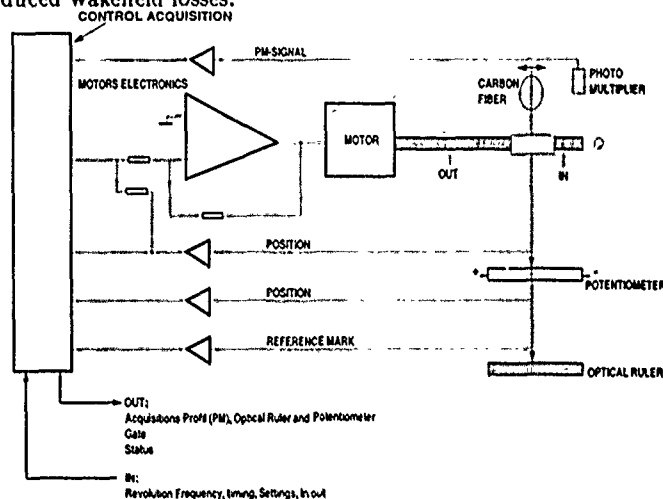 duced wakefield losses.
CONTROL ACQUISITION
PM-SIGNAL
PHOTO
MULTIPLIER
CARBON
FIBER
MOTORS ELECTRONICS
MOTOR
OUT
IN
POSITION
+ -
POTENTIOMETER
POSITION
REFERENCE MARK
OPTICAL RULER
OUT;
Acquisitions Profil (PM), Optical Ruler and Potentiometer
Gate
Status
IN:
Revolution Frequency, timing, Settings, In out